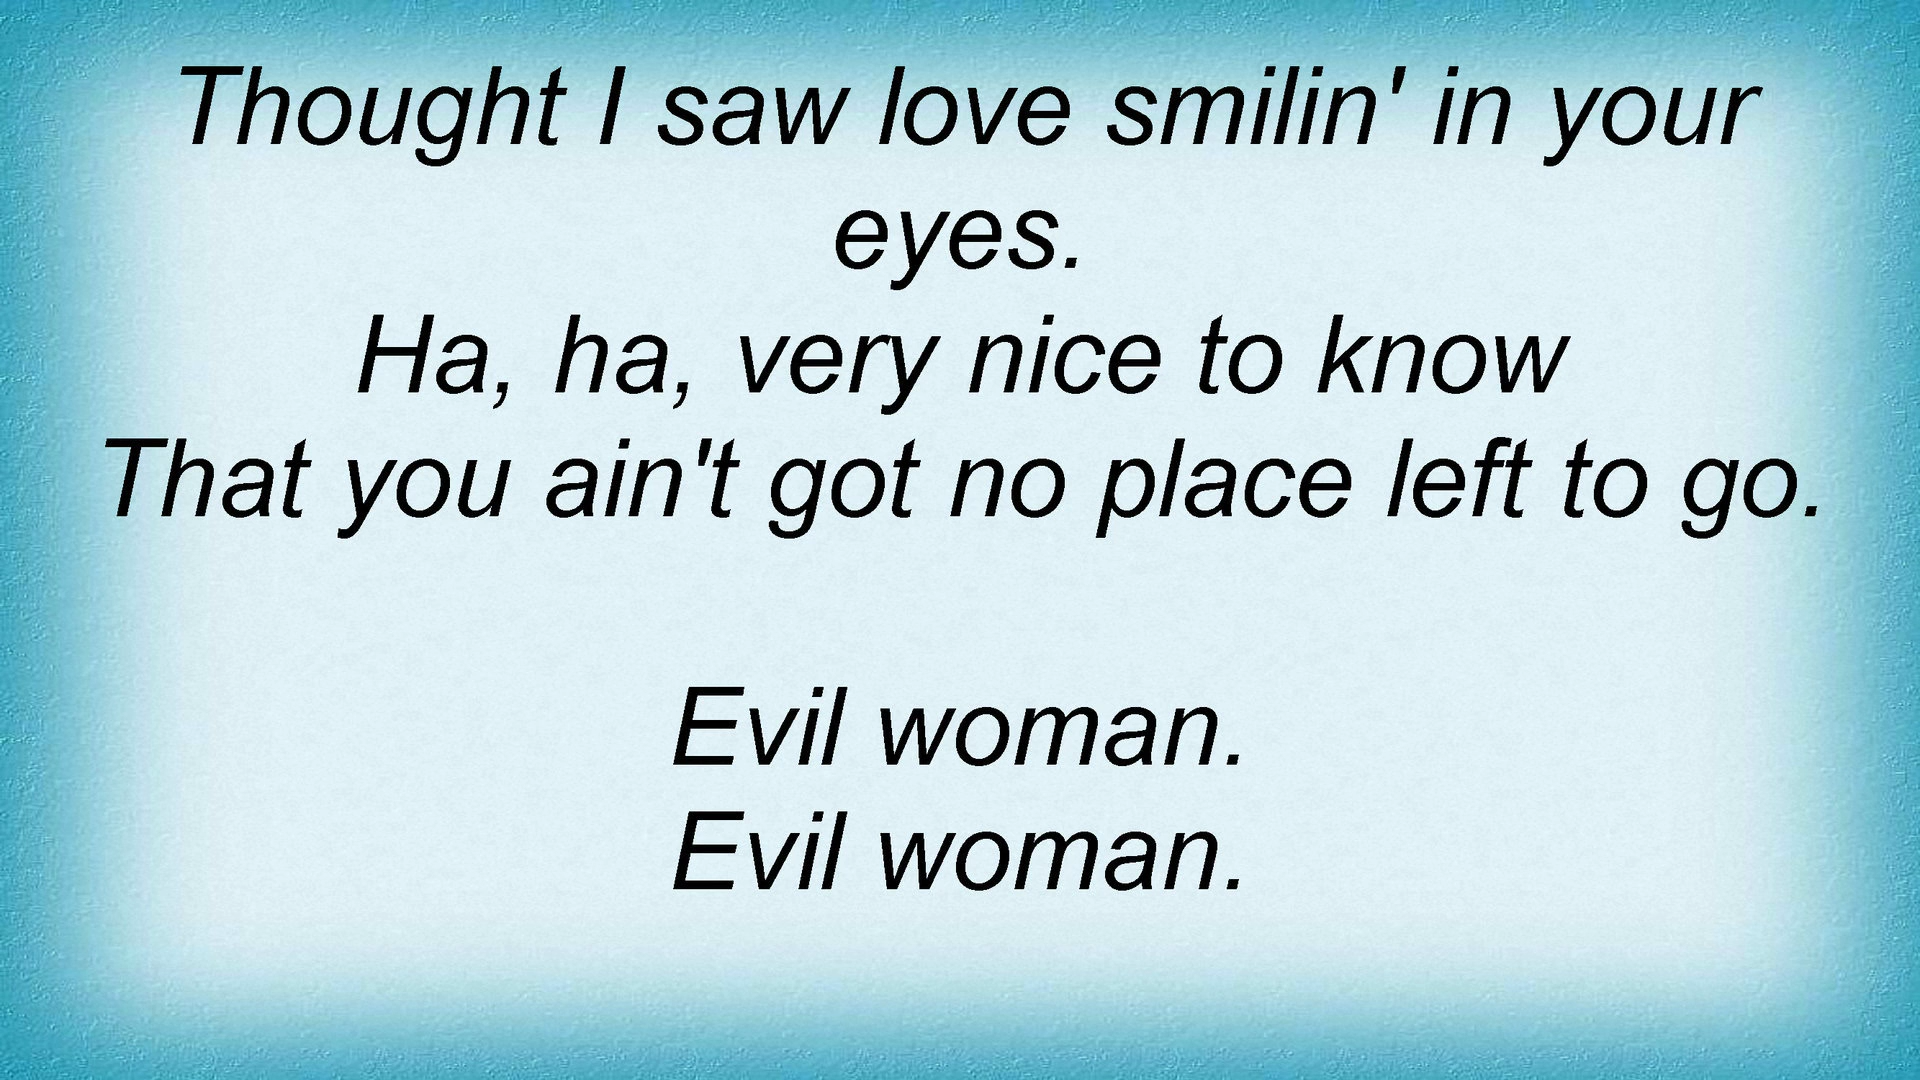 Thought I saw love smilin' in your
eyes.
Ha, ha, very nice to know
That you ain't got no place left to go.
Evil woman.
Evil woman.